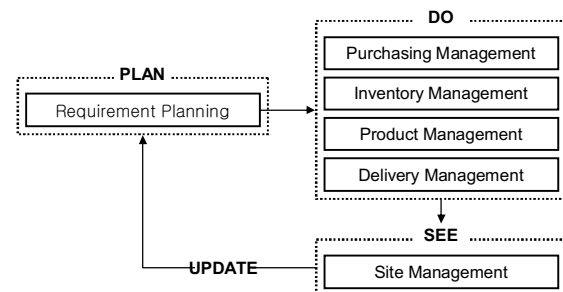 DO
Purchasing Management
PLAN
Inventory Management
Requirement Planning
Product Management
Delivery Management
SEE
UPDATE
Site Management